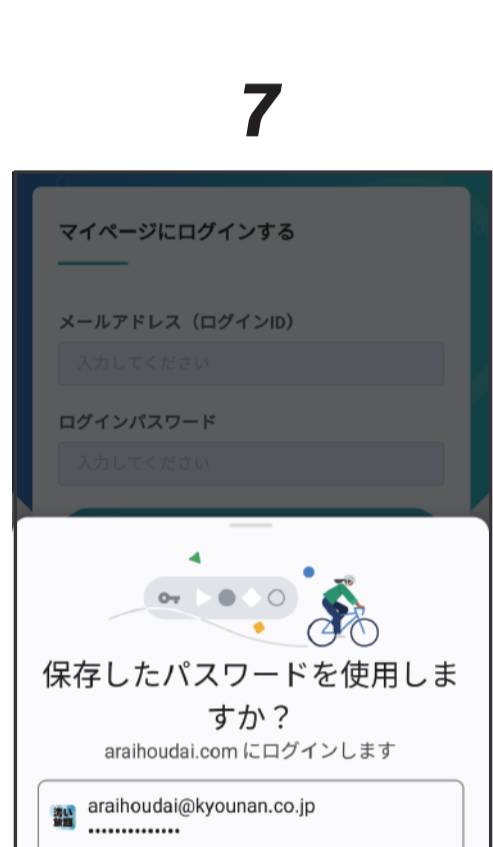 7
マイページにログインする
メールアドレス（ログインID）
入力してください
ログインパスワード
入力してください
保存したパスワードを使用しま
すか？
araihoudai.com にログインします
洗い
放題
araihoudai@kyounan.co.jp
••••••••••••••